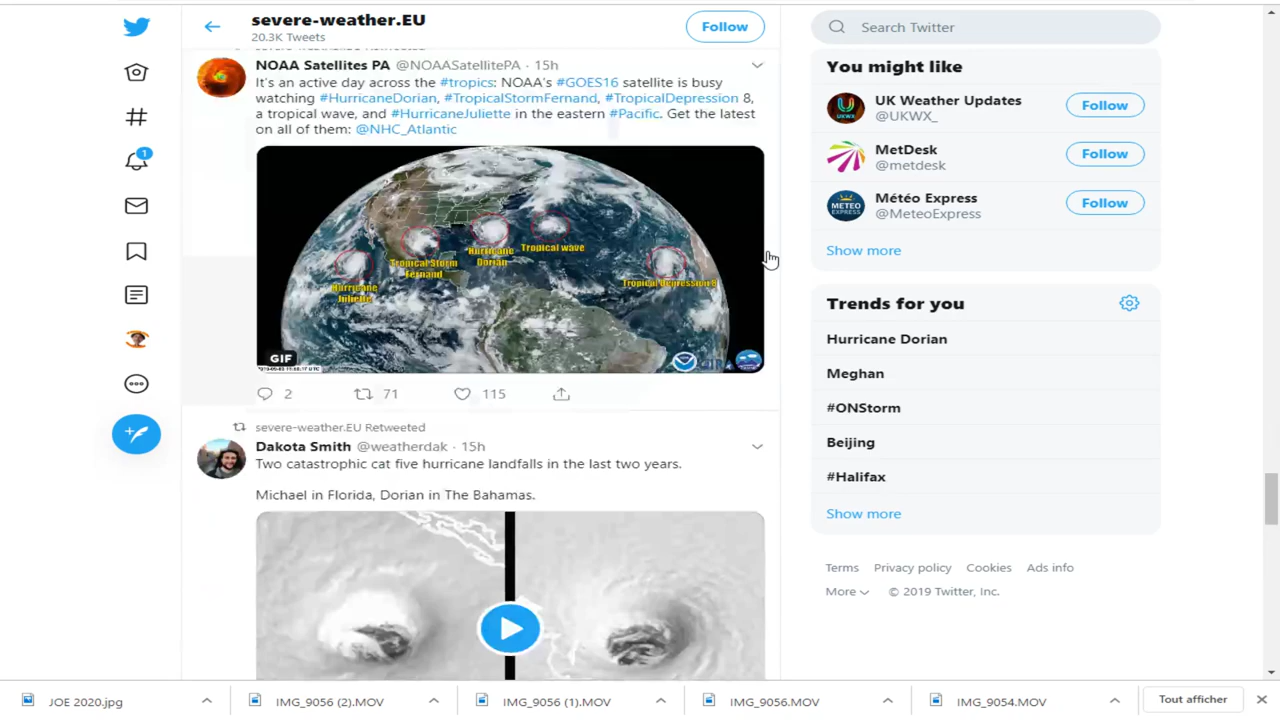 severe-weather.EU
20.3K Tweets
Follow
NOAA Satellites PA @NOAASatellitePA · 15h
It's an active day across the #tropics: NOAA's #GOES16 satellite is busy
watching #HurricaneDorian, #TropicalStormFernand, #TropicalDepression 8,
a tropical wave, and #HurricaneJuliette in the eastern #Pacific. Get the latest
on all of them: @NHC_Atlantic
Hurricane
Juliette
Tropical Storm
Fernand
Hurricane
Dorian
Tropical wave
Tropical Depression 8
GIF
2 71 115
severe-weather.EU Retweeted
Dakota Smith @weatherdak · 15h
Two catastrophic cat five hurricane landfalls in the last two years.
Michael in Florida, Dorian in The Bahamas.
1
Search Twitter
You might like
UK Weather Updates
@UKWX_
Follow
MetDesk
@metdesk
Follow
METEO
EXPRESS
Météo Express
@MeteoExpress
Follow
Show more
Trends for you
Hurricane Dorian
Meghan
#ONStorm
Beijing
#Halifax
Show more
Terms Privacy policy Cookies Ads info
More © 2019 Twitter, Inc.
JOE 2020.jpg
IMG_9056 (2).MOV
IMG_9056 (1).MOV
IMG_9056.MOV
IMG_9054.MOV
Tout afficher